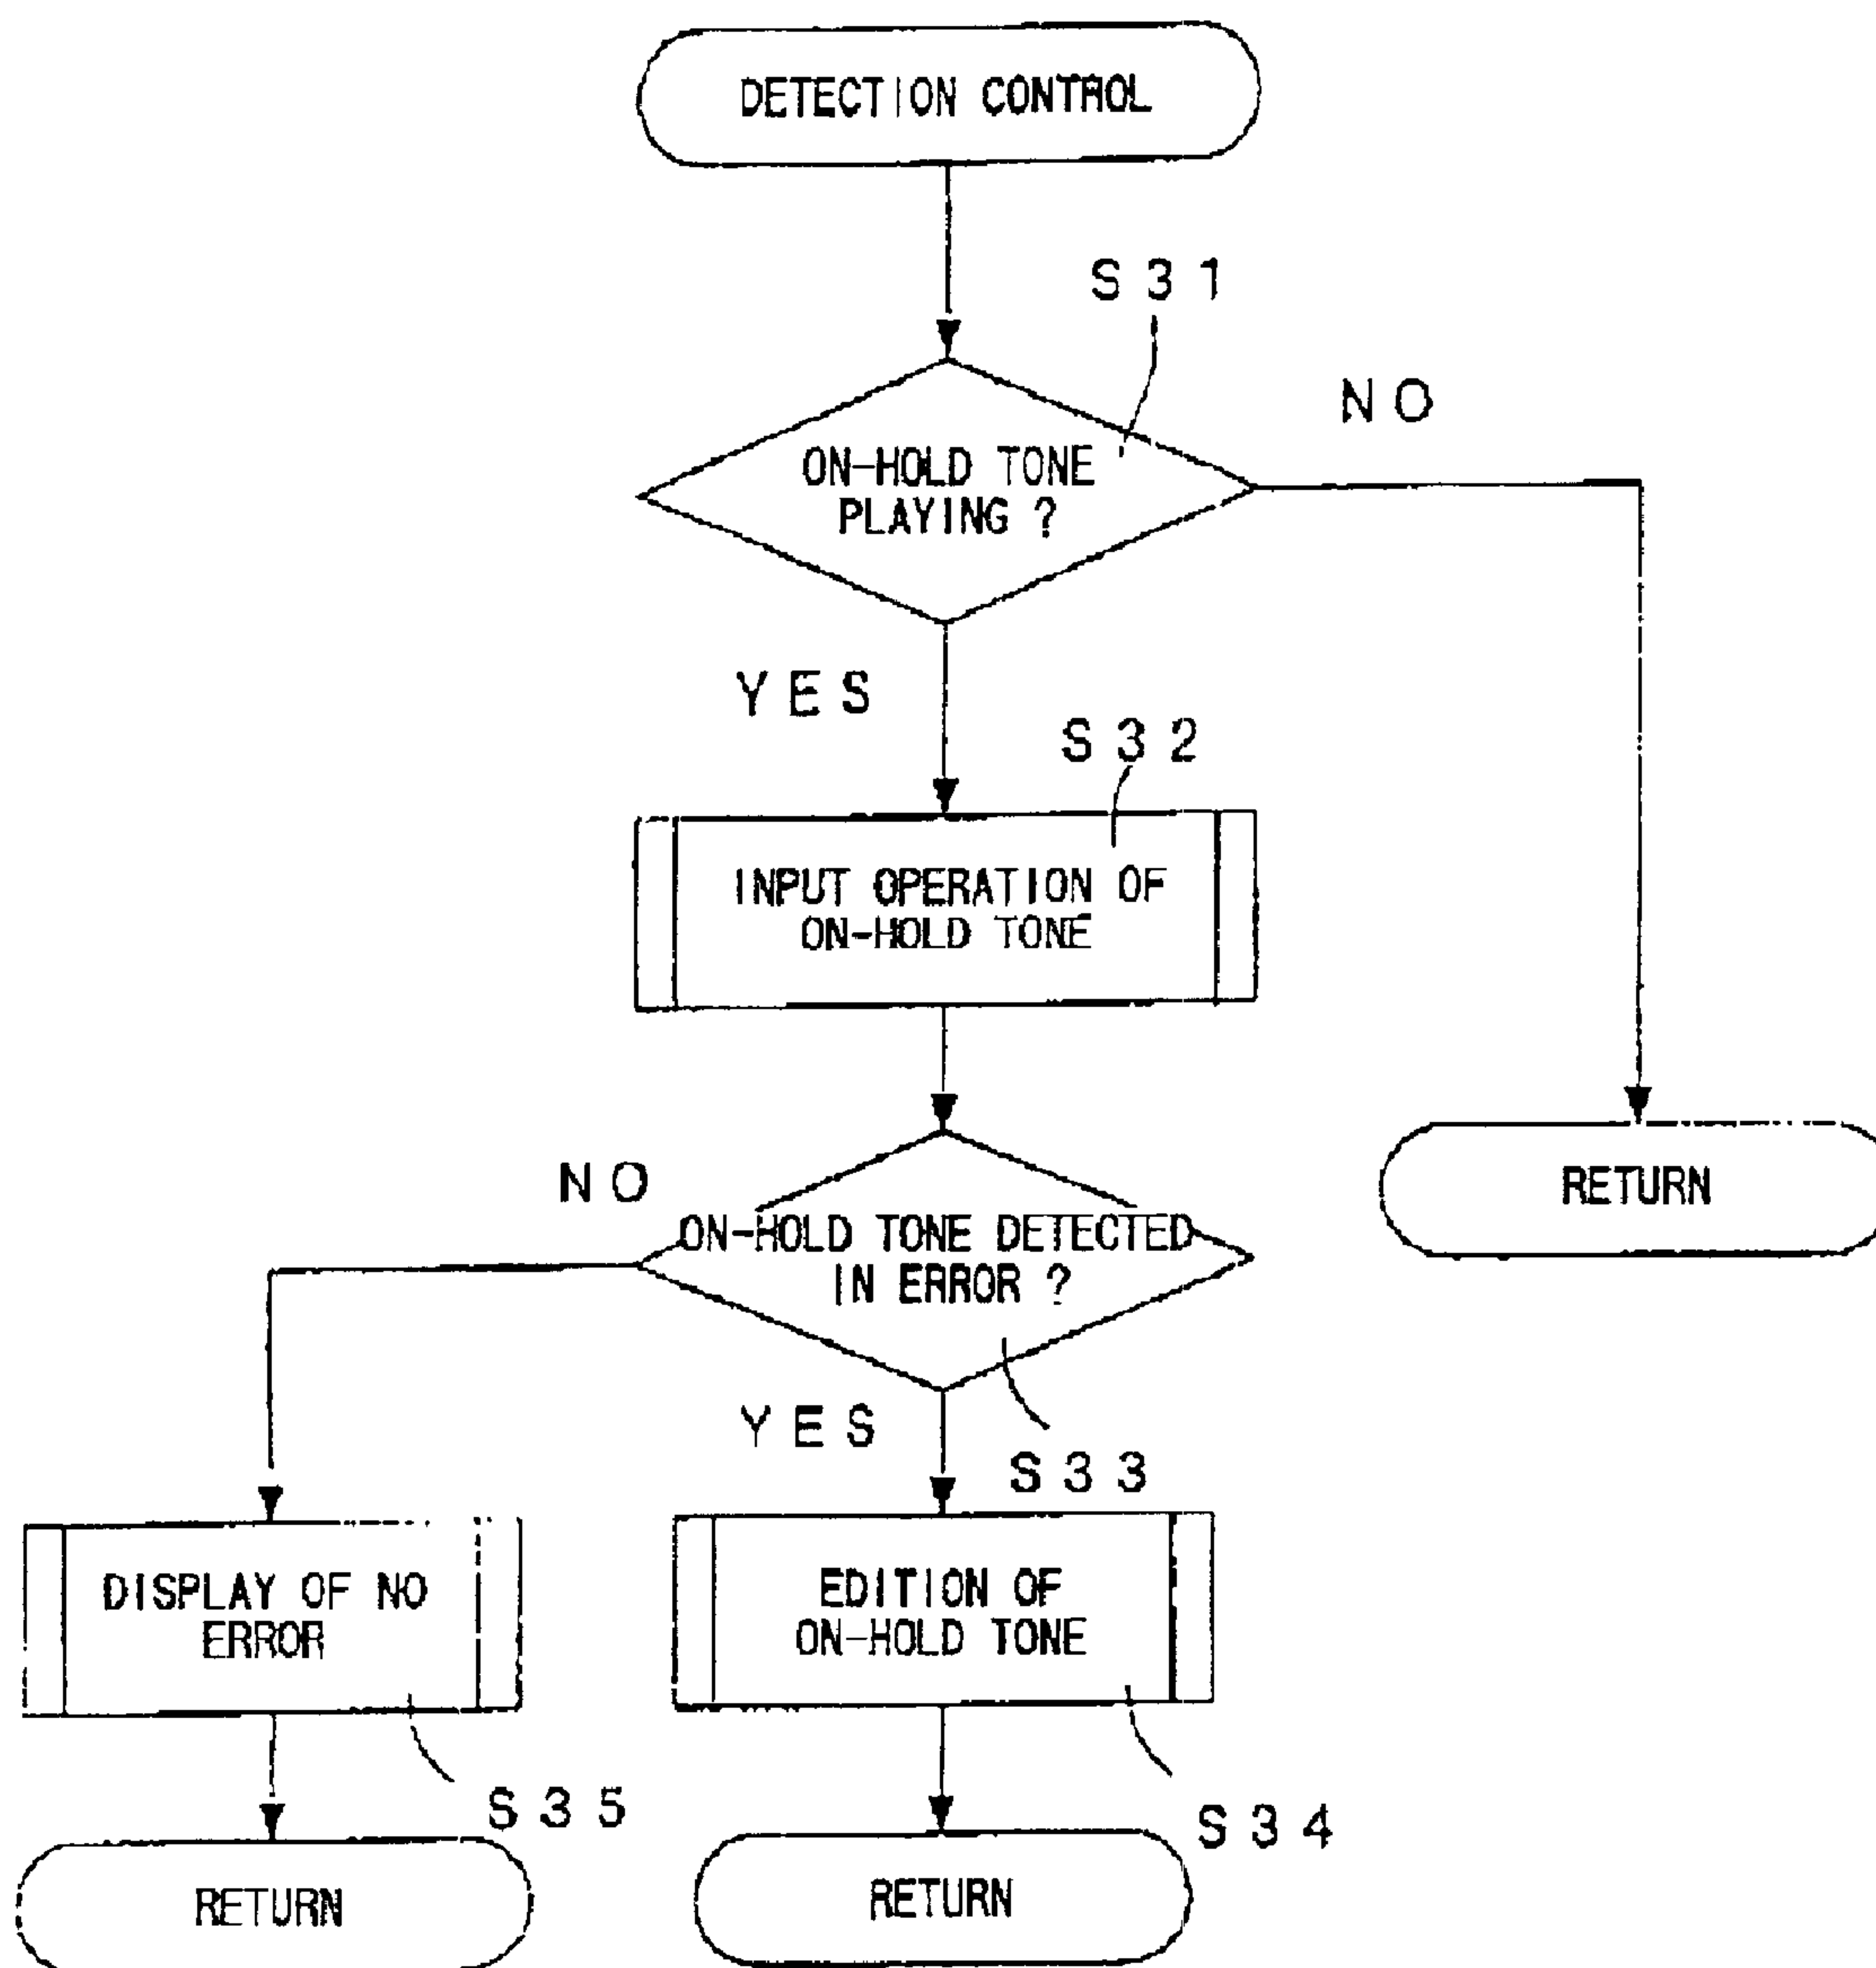 DETECTION CONTROL
S31
NO
ON-HOLD TONE
PLAYING ?
YES
S32
INPUT OPERATION OF
ON-HOLD TONE
NO
RETURN
ON-HOLD TONE DETECTED
IN ERROR ?
YES
S33
DISPLAY OF NO
ERROR
EDITION OF
ON-HOLD TONE
S35
S34
RETURN
RETURN